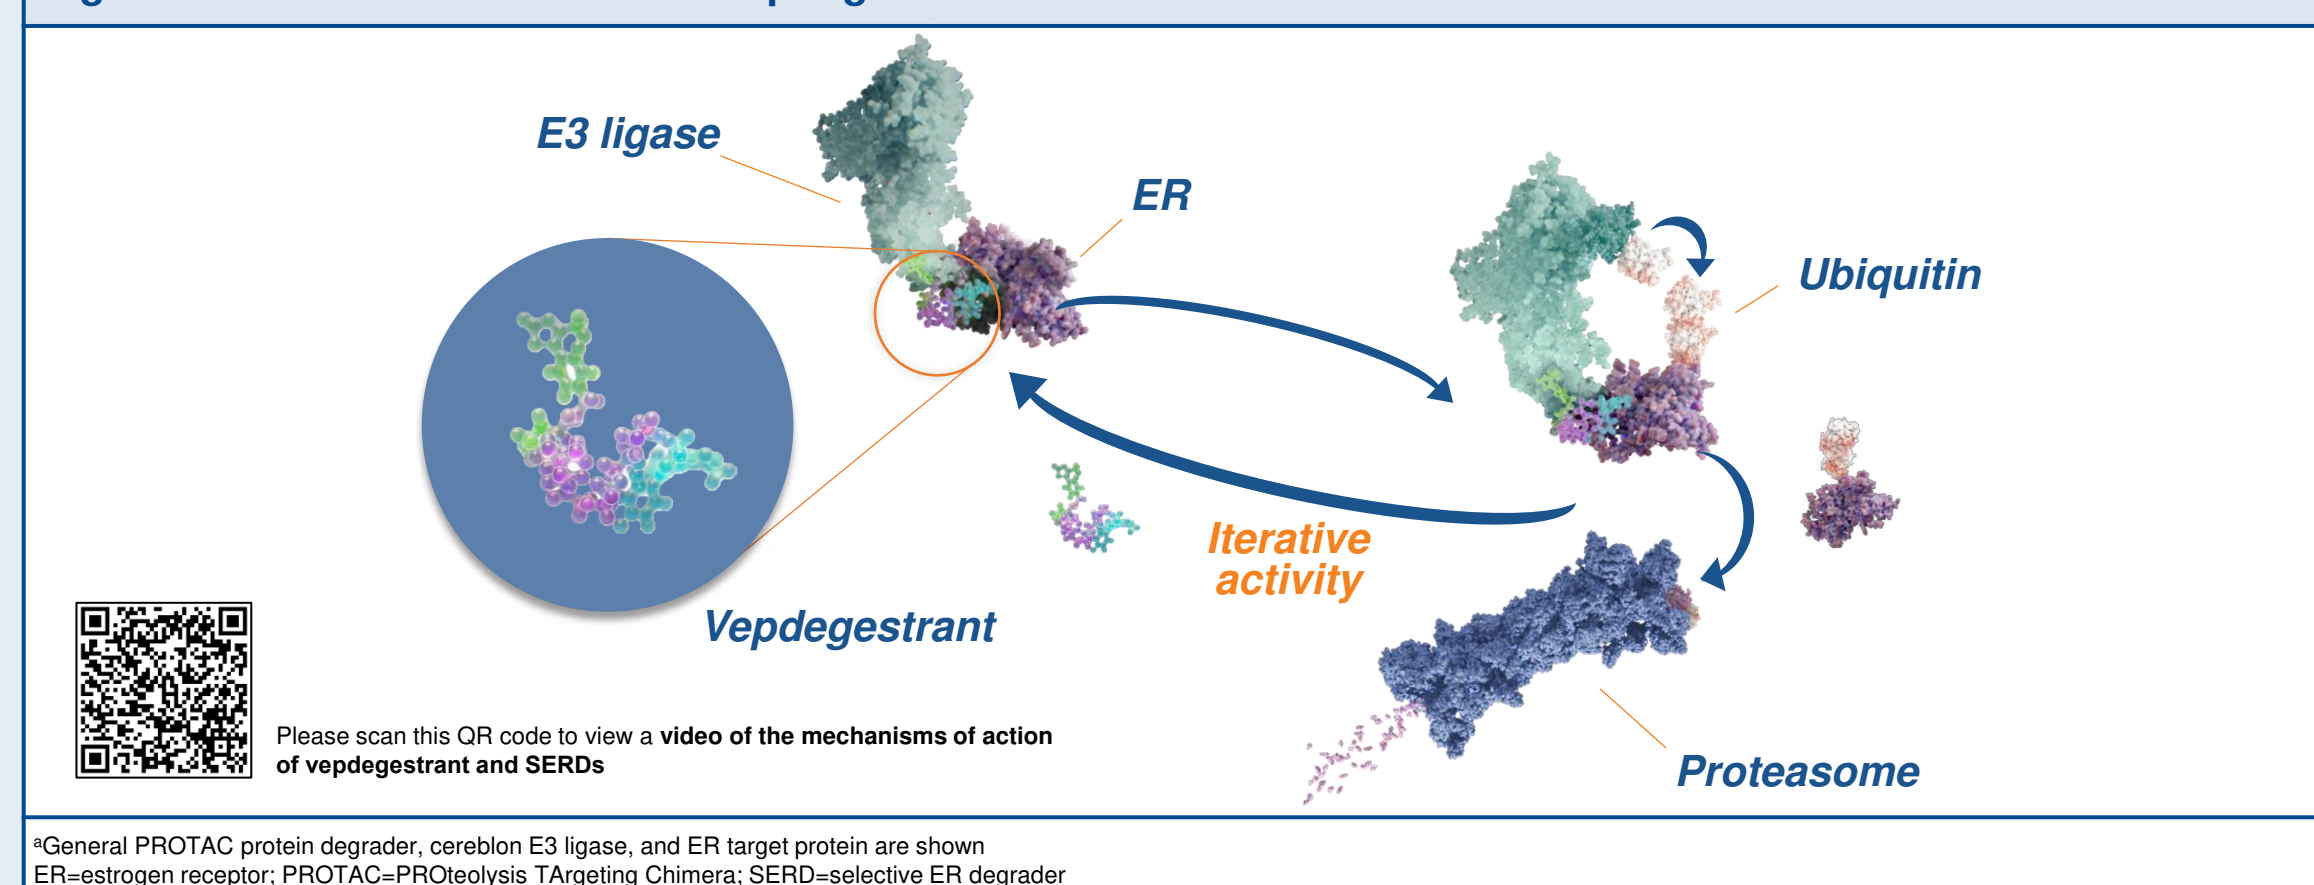 E3 ligase
ER
Ubiquitin
Iterative
activity
Vepdegestrant
Please scan this QR code to view a video of the mechanisms of action
of vepdegestrant and SERDs
Proteasome
ᵃGeneral PROTAC protein degrader, cereblon E3 ligase, and ER target protein are shown
ER=estrogen receptor; PROTAC=PROteolysis TArgeting Chimera; SERD=selective ER degrader